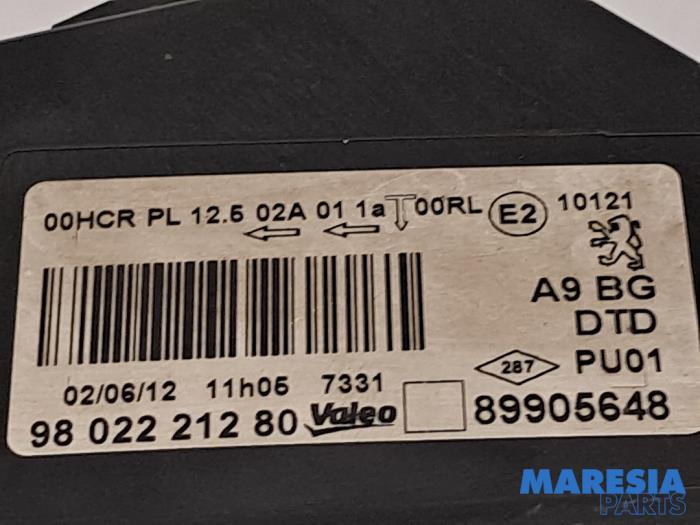 00HCR PL 12.5 02A 01 1a 00RL E2 10121
A9 BG
DTD
287 PU01
02/06/12 11h05 7331
98 022 212 80 Valeo 89905648
MARESIA
PARTS